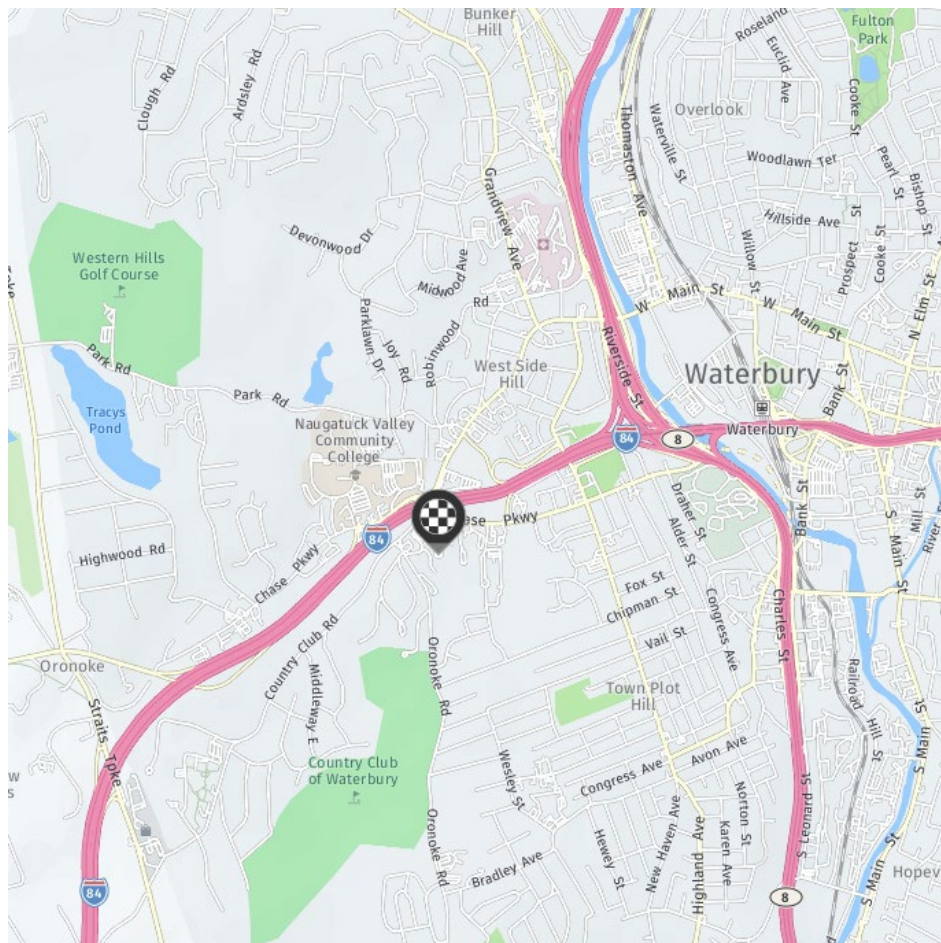 Bunker
Hill
Roseland
Fulton
Park
Clough Rd
Ardsley Rd
Euclid Ave
Overlook
Thomaston Ave
Waterville St
Cooke St
Woodlawn Ter
Pearl St
Bishop St
Grandview Ave
Hillside Ave
Devonwood Dr
Willow St
Prospect St
Cooke St
Western Hills
Golf Course
Midwood Ave
W Main St
W Main St
N Elm St
Robinwood Rd
Parklawn Dr
Joy Rd
Riverside St
Park Rd
West Side
Hill
Waterbury
Bank St
Park Rd
Tracys
Pond
Naugatuck Valley
Community
College
84
8
Waterbury
ase Pkwy
Draher St
Alder St
Bank St
S Main St
Mill St
River
84
Highwood Rd
Chase Pkwy
Fox St
Chipman St
Congress Ave
Charles St
Vail St
Country Club Rd
Oronoke Rd
Oronoke
Middleway E
Town Plot
Hill
Railroad Hill St
S Main St
Straits Tpke
w
s
Country Club
of Waterbury
Wesley St
Congress Ave
Avon Ave
Norton St
Karen Ave
S Leonard St
Oronoke Rd
Hewey St
New Haven Ave
Highland Ave
Bradley Ave
S Main St
Hopev
84
8